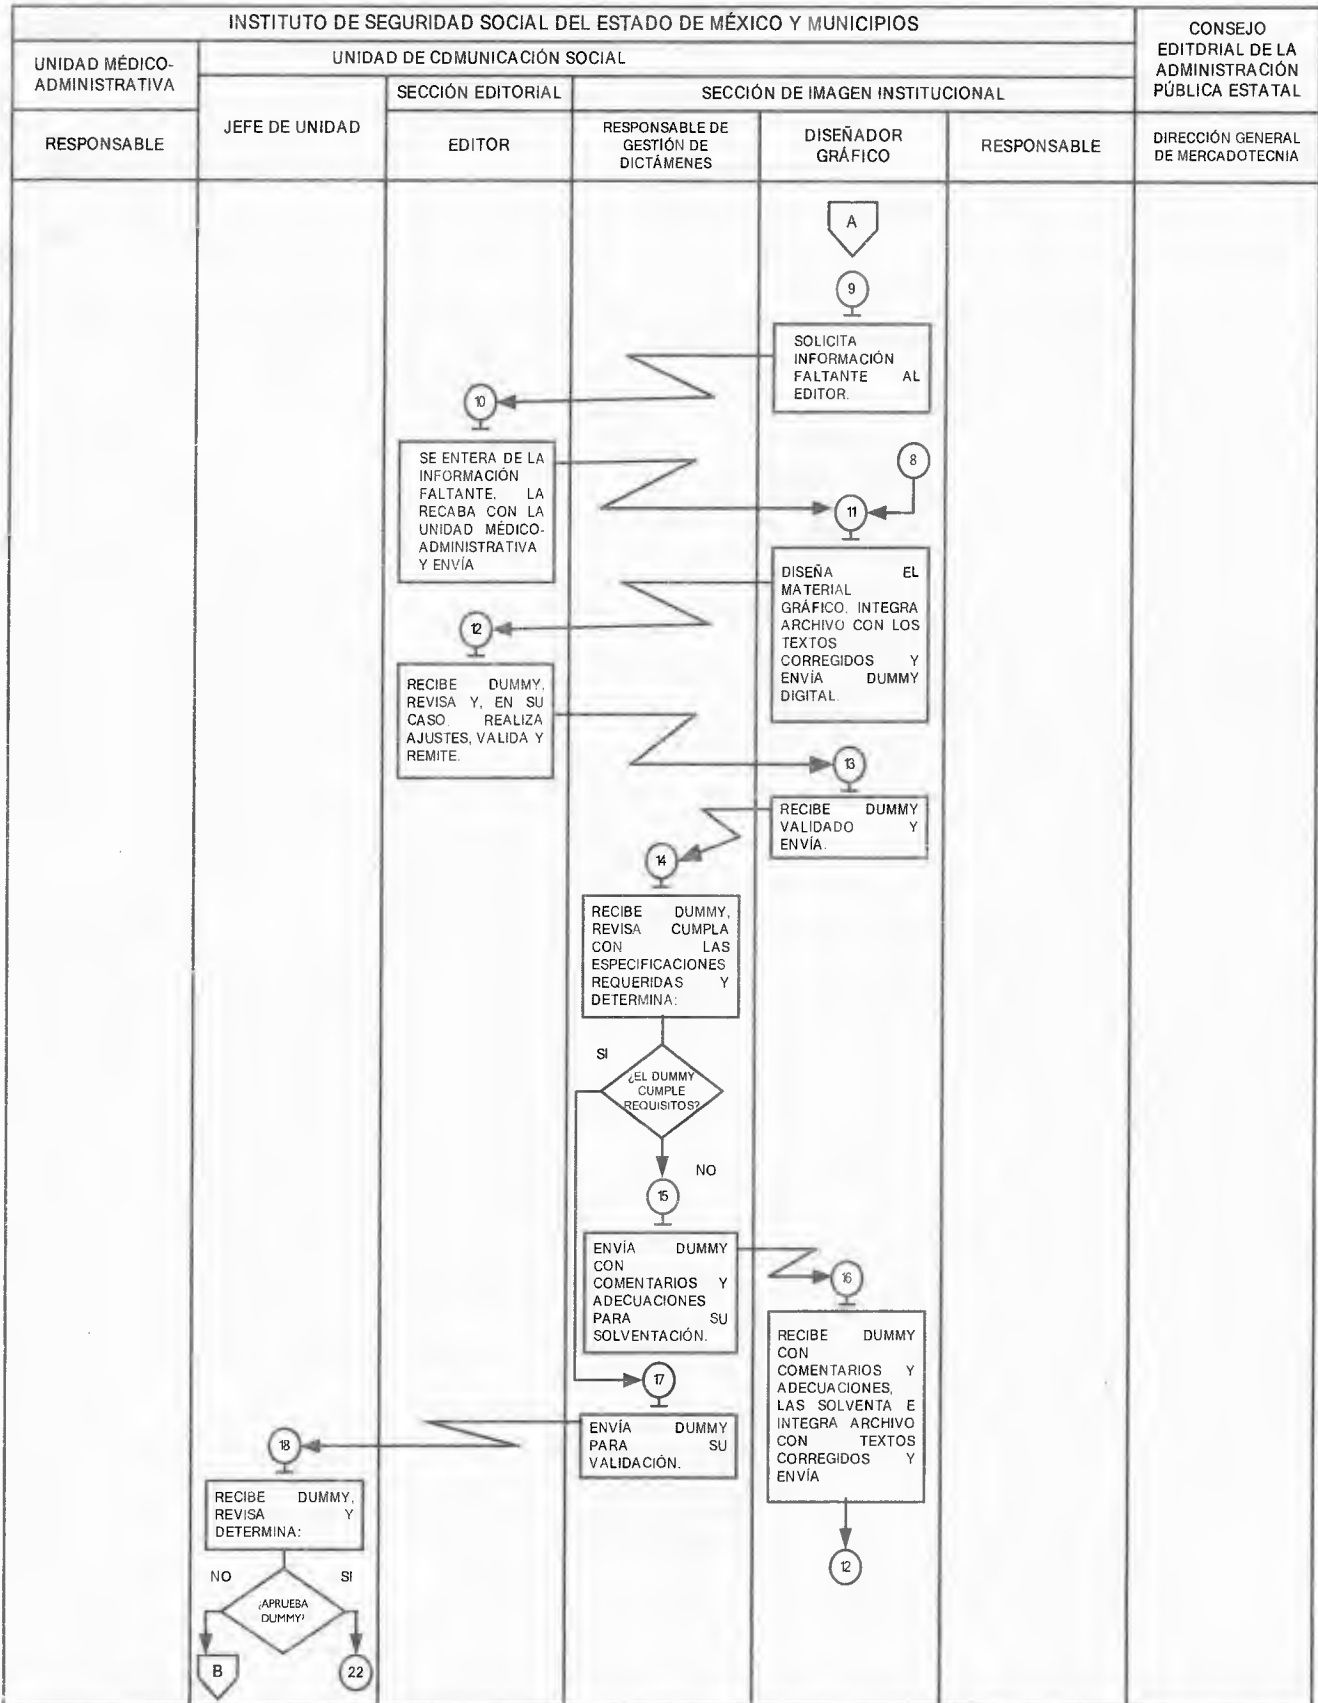 INSTITUTO DE SEGURIDAD SOCIAL DEL ESTADO DE MÉXICO Y MUNICIPIOS
CONSEJO
EDITDRIAL DE LA
ADMINISTRACIÓN
PÚBLICA ESTATAL
UNIDAD MÉDICO-
ADMINISTRATIVA
UNIDAD DE CDMUNICACIÓN SOCIAL
JEFE DE UNIDAD
SECCIÓN EDITORIAL
SECCIÓN DE IMAGEN INSTITUCIONAL
RESPONSABLE
EDITOR
RESPONSABLE DE
GESTIÓN DE
DICTÁMENES
DISEÑADOR
GRÁFICO
RESPONSABLE
DIRECCIÓN GENERAL
DE MERCADOTECNIA
A
9
SOLICITA
INFORMACIÓN
FALTANTE AL
EDITOR.
10
SE ENTERA DE LA
INFORMACIÓN
FALTANTE, LA
RECABA CON LA
UNIDAD MÉDICO-
ADMINISTRATIVA
Y ENVÍA
8
11
DISEÑA EL
MATERIAL
GRÁFICO, INTEGRA
ARCHIVO CON LOS
TEXTOS
CORREGIDOS Y
ENVÍA DUMMY
DIGITAL.
12
RECIBE DUMMY,
REVISA Y, EN SU
CASO, REALIZA
AJUSTES, VALIDA Y
REMITE.
13
RECIBE DUMMY
VALIDADO Y
ENVÍA.
14
RECIBE DUMMY,
REVISA CUMPLA
CON LAS
ESPECIFICACIONES
REQUERIDAS Y
DETERMINA:
SI
¿EL DUMMY
CUMPLE
REQUISITOS?
NO
15
ENVÍA DUMMY
CON
COMENTARIOS Y
ADECUACIONES
PARA SU
SOLVENTACIÓN.
16
RECIBE DUMMY
CON
COMENTARIOS Y
ADECUACIONES,
LAS SOLVENTA E
INTEGRA ARCHIVO
CON TEXTOS
CORREGIDOS Y
ENVÍA
12
17
ENVÍA DUMMY
PARA SU
VALIDACIÓN.
18
RECIBE DUMMY,
REVISA Y
DETERMINA:
NO
SI
¿APRUEBA
DUMMY?
B
22